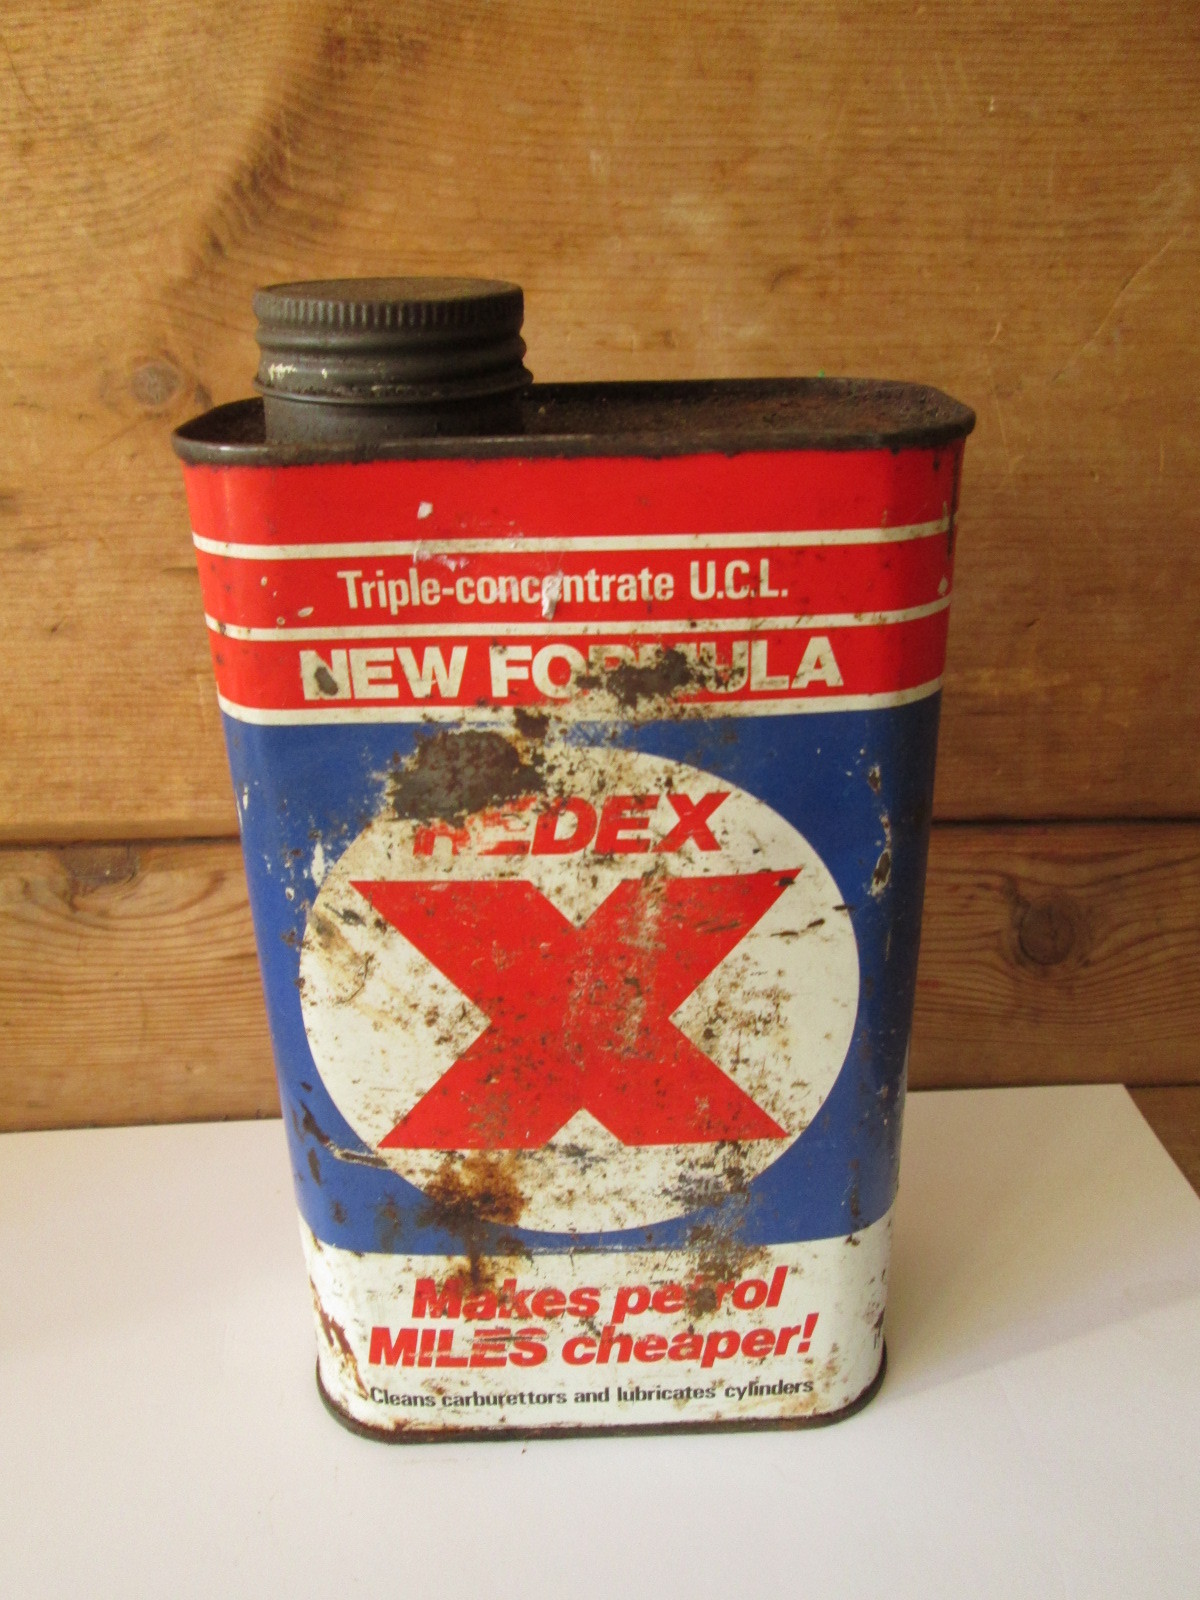 Triple-concentrate U.C.L.
NEW FORMULA
REDEX
X
Makes petrol
MILES cheaper!
Cleans carburettors and lubricates cylinders